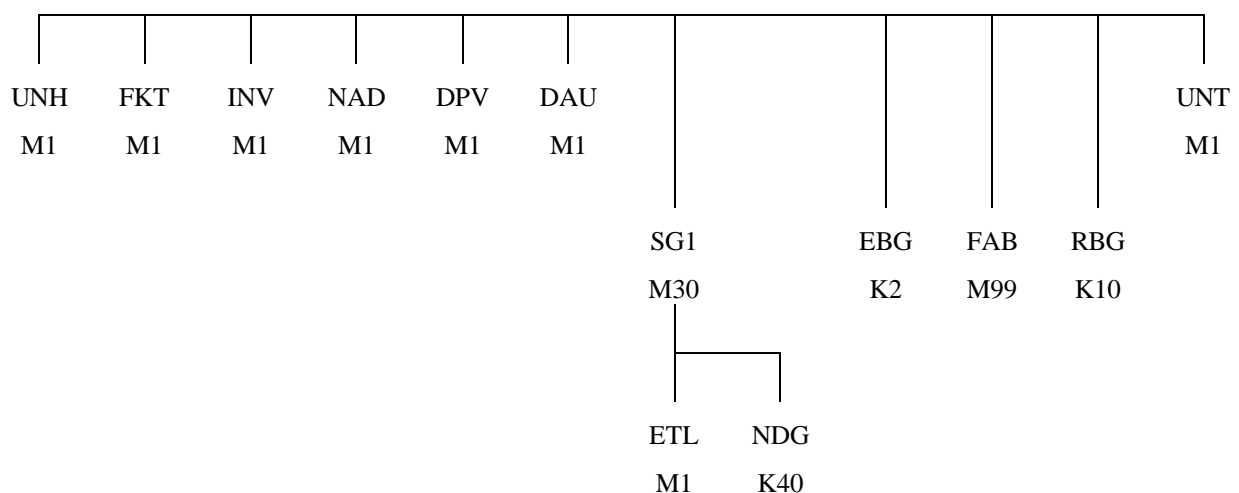 UNH FKT INV NAD DPV DAU UNT
M1 M1 M1 M1 M1 M1 M1
SG1 EBG FAB RBG
M30 K2 M99 K10
ETL NDG
M1 K40